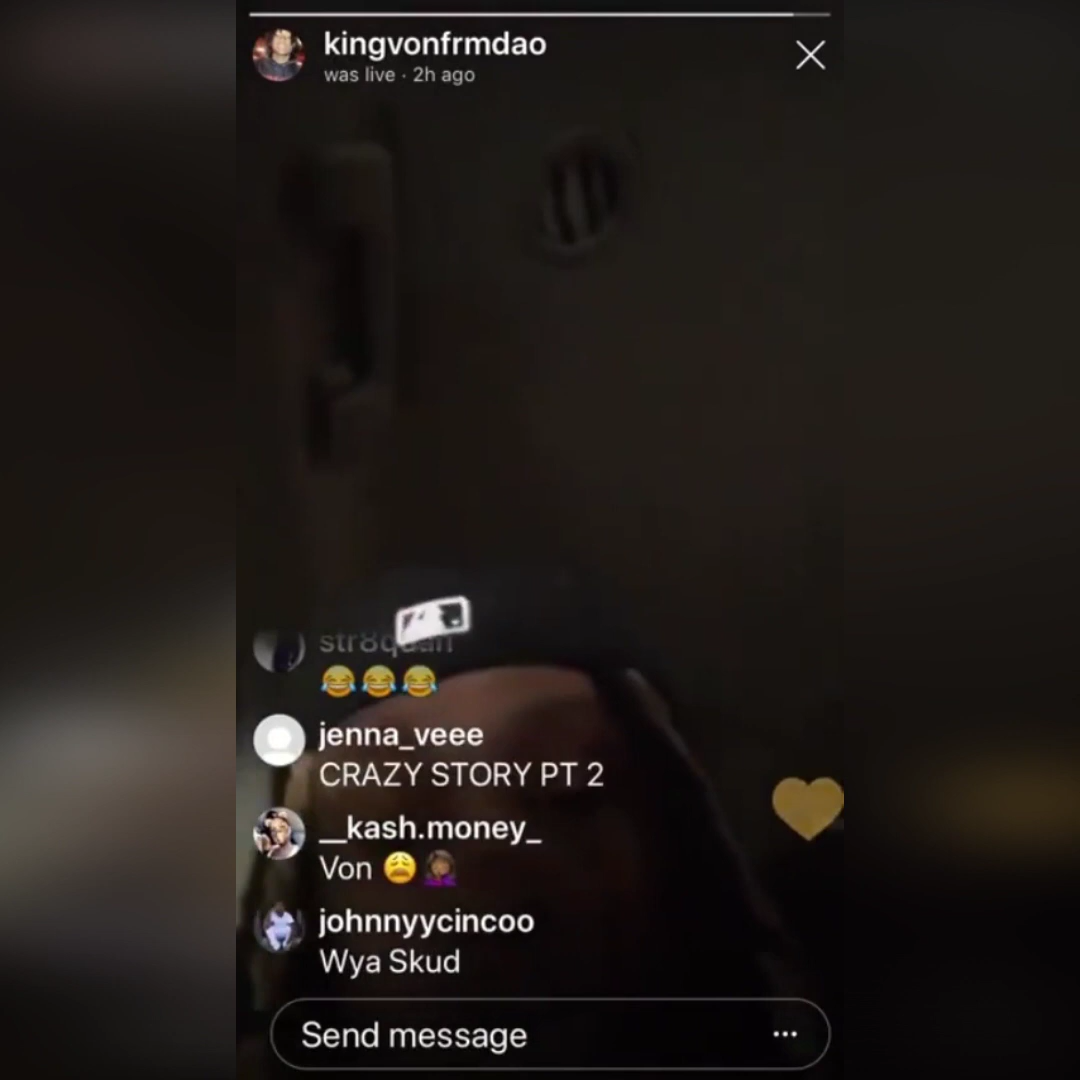 kingvonfrmdao
was live · 2h ago
😂😂😂
jenna_veee
CRAZY STORY PT 2
__kash.money_
Von 😩🤦🏾‍♀️
johnnyycincoo
Wya Skud
Send message